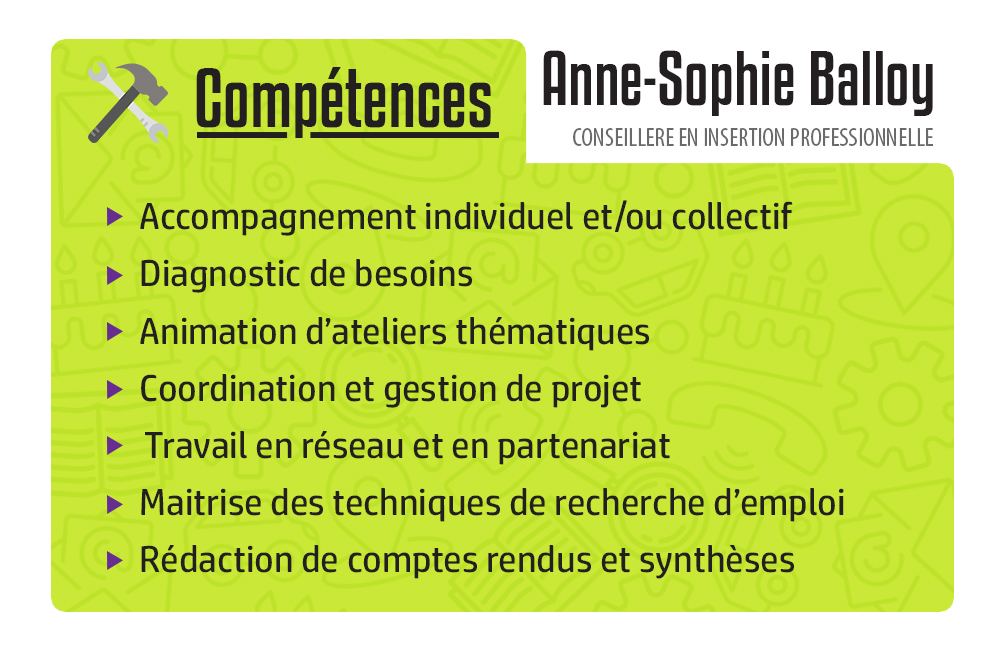 Compétences
Anne-Sophie Balloy
CONSEILLERE EN INSERTION PROFESSIONNELLE
Accompagnement individuel et/ou collectif
Diagnostic de besoins
Animation d'ateliers thématiques
Coordination et gestion de projet
Travail en réseau et en partenariat
Maitrise des techniques de recherche d'emploi
Rédaction de comptes rendus et synthèses